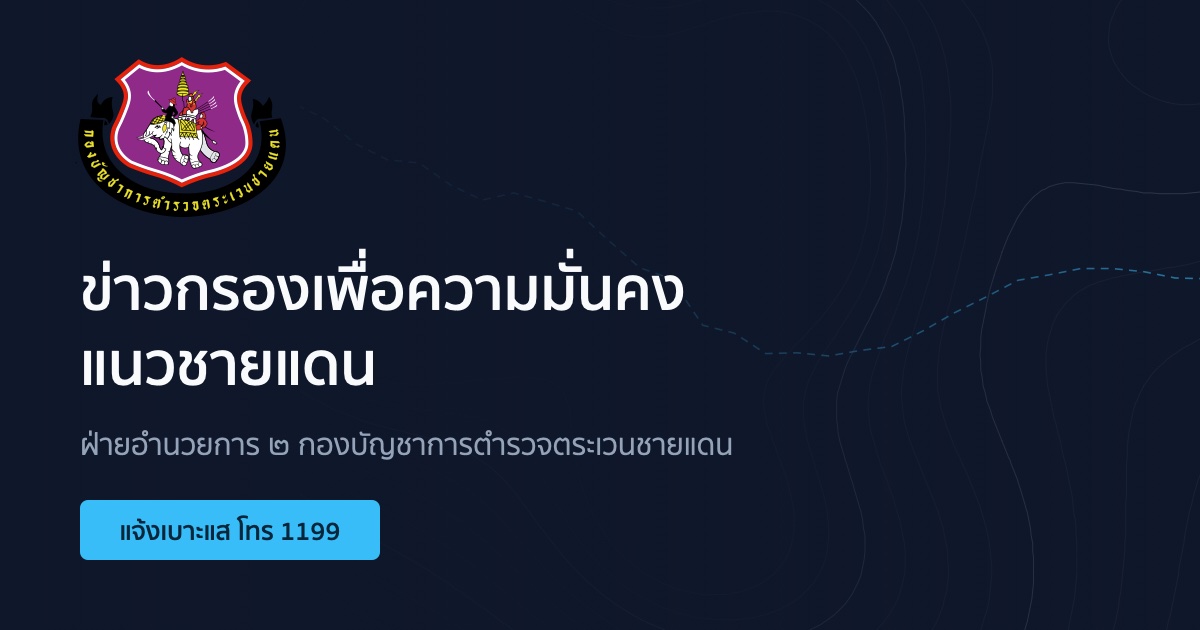 กองบัญชาการตำรวจตระเวนชายแดน
ข่าวกรองเพื่อความมั่นคง
แนวชายแดน
ฝ่ายอำนวยการ ๒ กองบัญชาการตำรวจตระเวนชายแดน
แจ้งเบาะแส โทร 1199